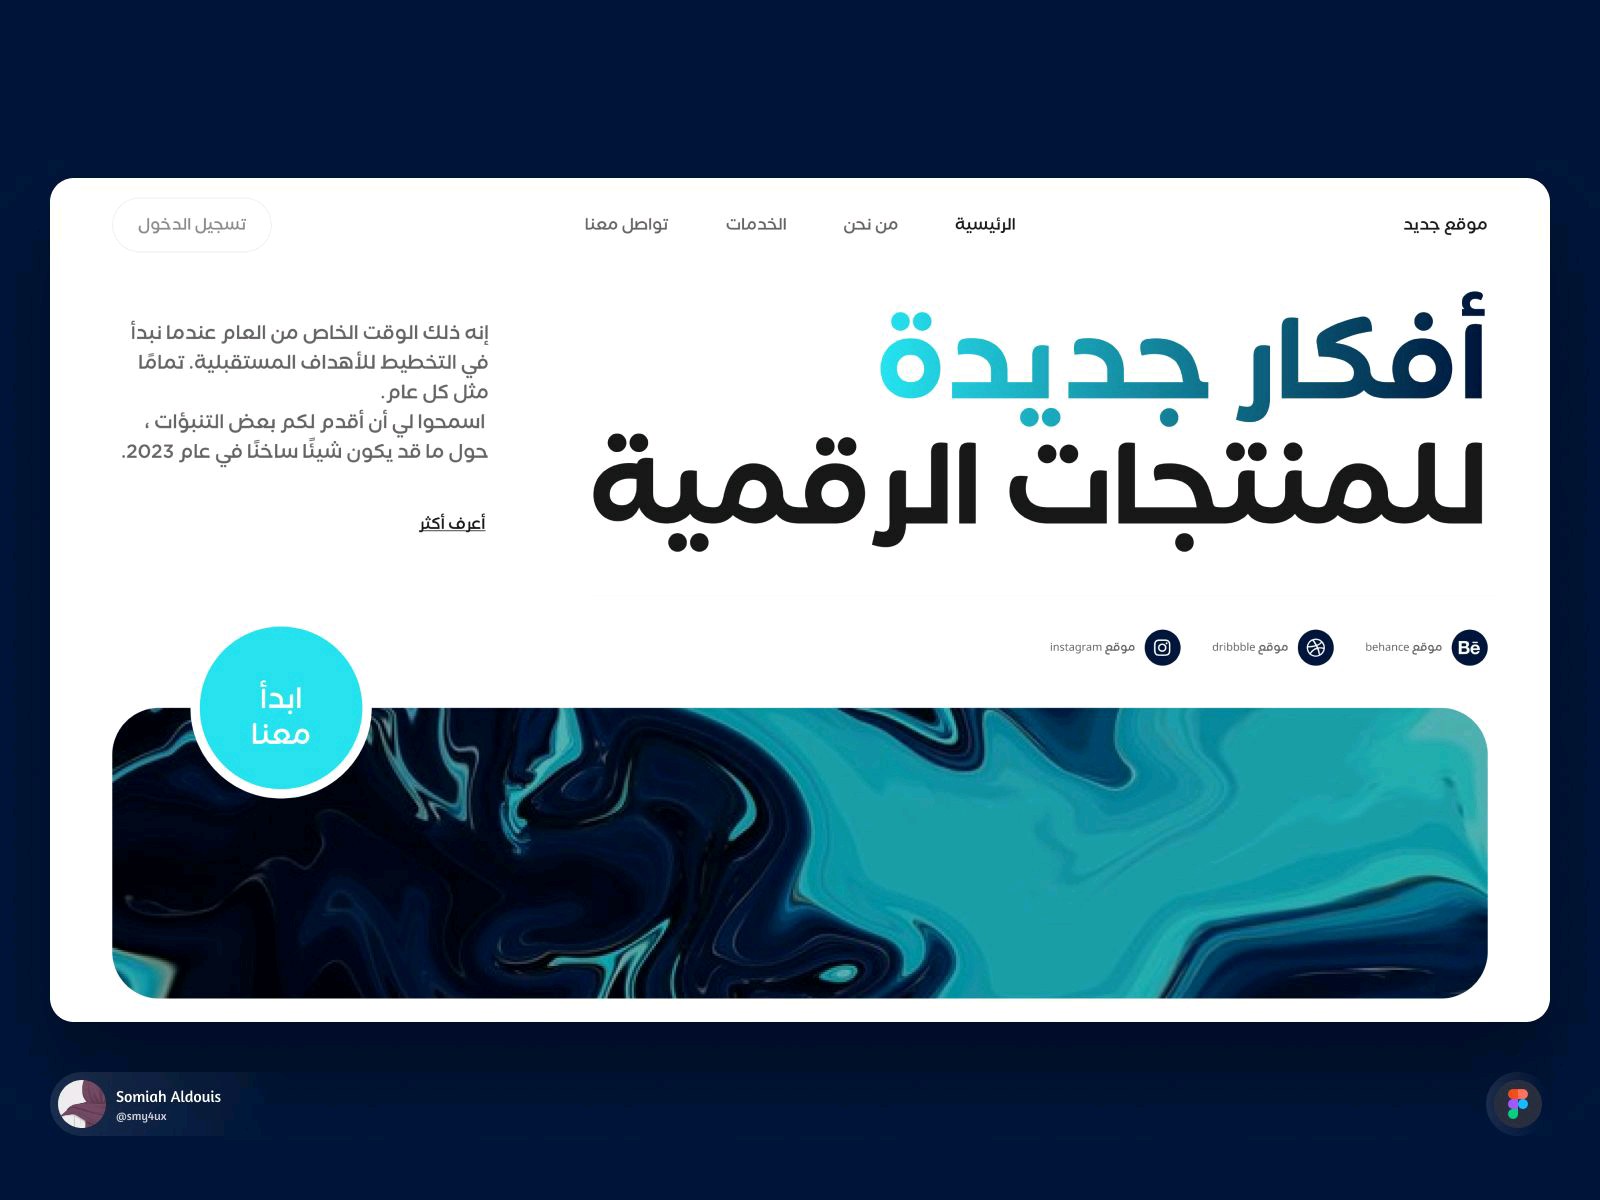 موقع جديد
الرئيسية
من نحن
الخدمات
تواصل معنا
تسجيل الدخول
أفكار جديدة
للمنتجات الرقمية
إنه ذلك الوقت الخاص من العام عندما نبدأ
في التخطيط للأهداف المستقبلية. تمامًا
مثل كل عام.
اسمحوا لي أن أقدم لكم بعض التنبؤات ،
حول ما قد يكون شيئًا ساخنًا في عام 2023.
أعرف أكثر
Bē
موقع behance
موقع dribbble
موقع instagram
ابدأ
معنا
Somiah Aldouis
@smy4ux